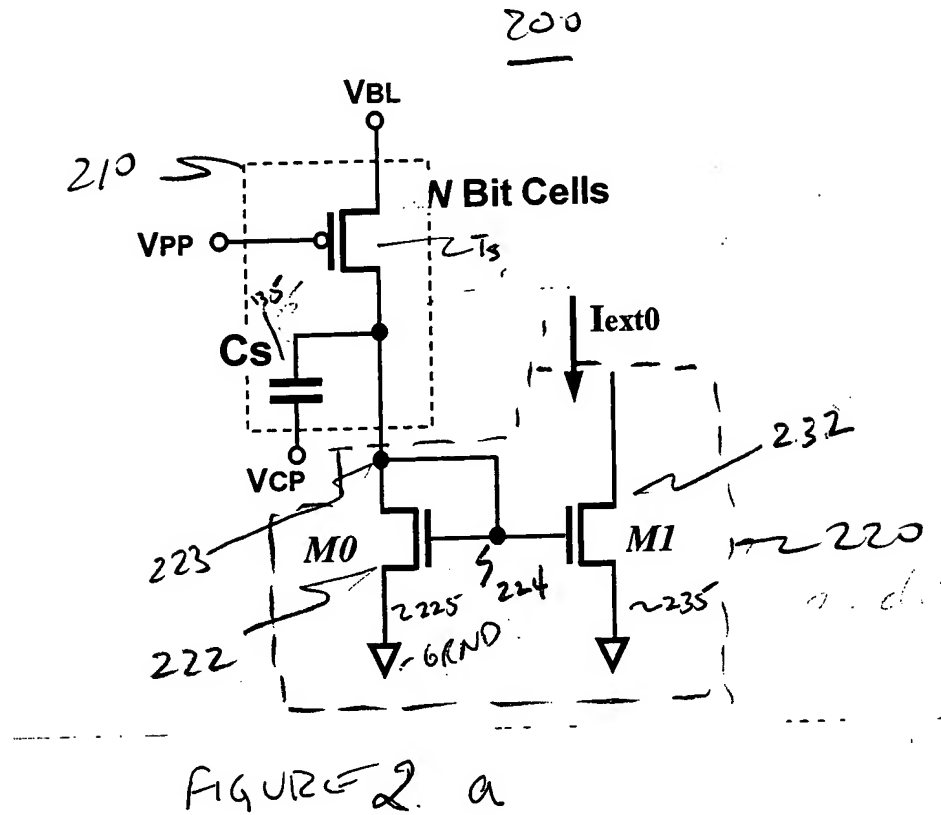 200
VBL
210
N Bit Cells
VPP
Ts
Iext0
Cs
VCP
232
223
M0
M1
220
224
225
235
222
GRND
FIGURE 2. a